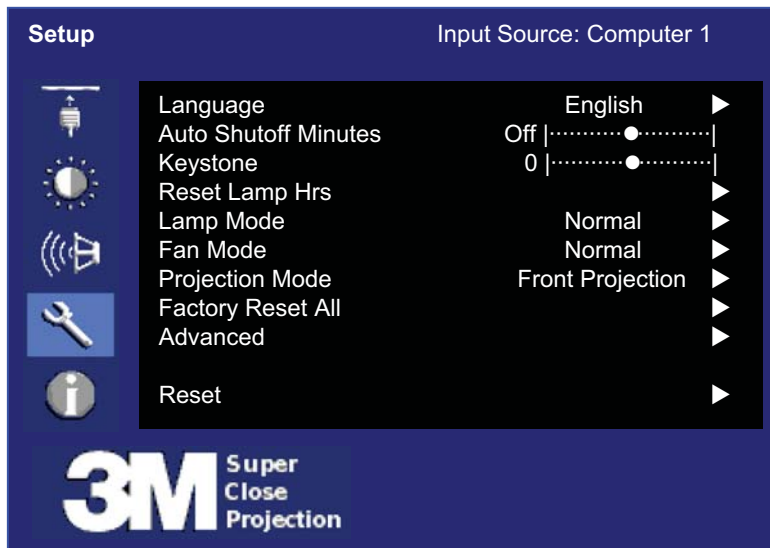 Setup Input Source: Computer 1
Language English
Auto Shutoff Minutes Off
Keystone 0
Reset Lamp Hrs
Lamp Mode Normal
Fan Mode Normal
Projection Mode Front Projection
Factory Reset All
Advanced
Reset
i
3M Super
Close
Projection